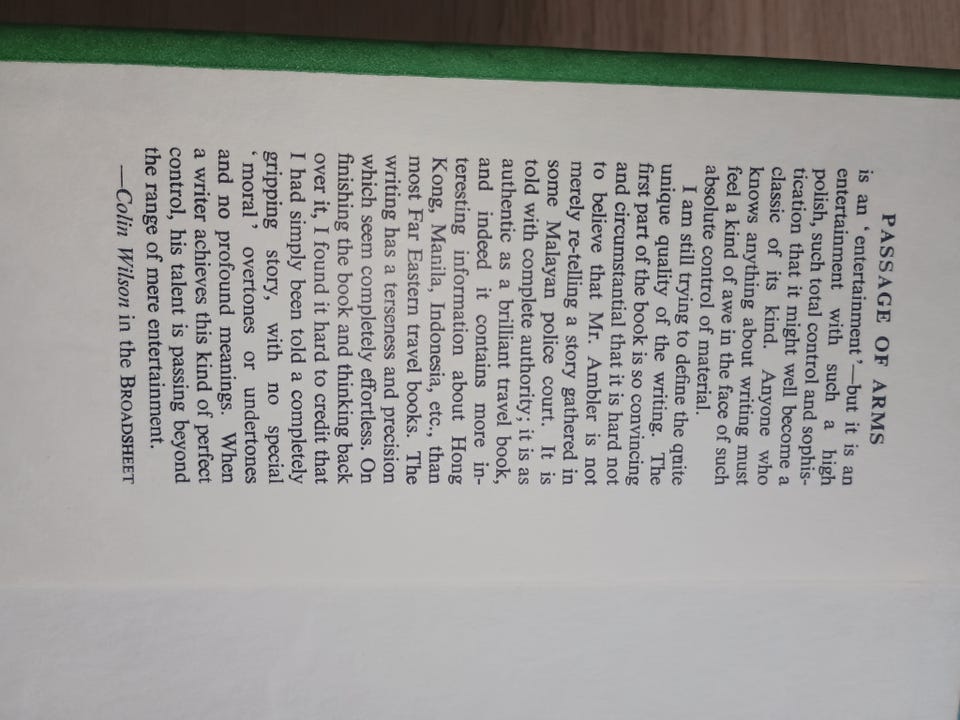 PASSAGE OF ARMS
is an ‘entertainment’—but it is an
entertainment with such a high
polish, such total control and sophis-
tication that it might well become a
classic of its kind. Anyone who
knows anything about writing must
feel a kind of awe in the face of such
absolute control of material.
I am still trying to define the quite
unique quality of the writing. The
first part of the book is so convincing
and circumstantial that it is hard not
to believe that Mr. Ambler is not
merely re-telling a story gathered in
some Malayan police court. It is
told with complete authority; it is as
authentic as a brilliant travel book,
and indeed it contains more in-
teresting information about Hong
Kong, Manila, Indonesia, etc., than
most Far Eastern travel books. The
writing has a terseness and precision
which seem completely effortless. On
finishing the book and thinking back
over it, I found it hard to credit that
I had simply been told a completely
gripping story, with no special
‘moral’ overtones or undertones
and no profound meanings. When
a writer achieves this kind of perfect
control, his talent is passing beyond
the range of mere entertainment.
—Colin Wilson in the BROADSHEET